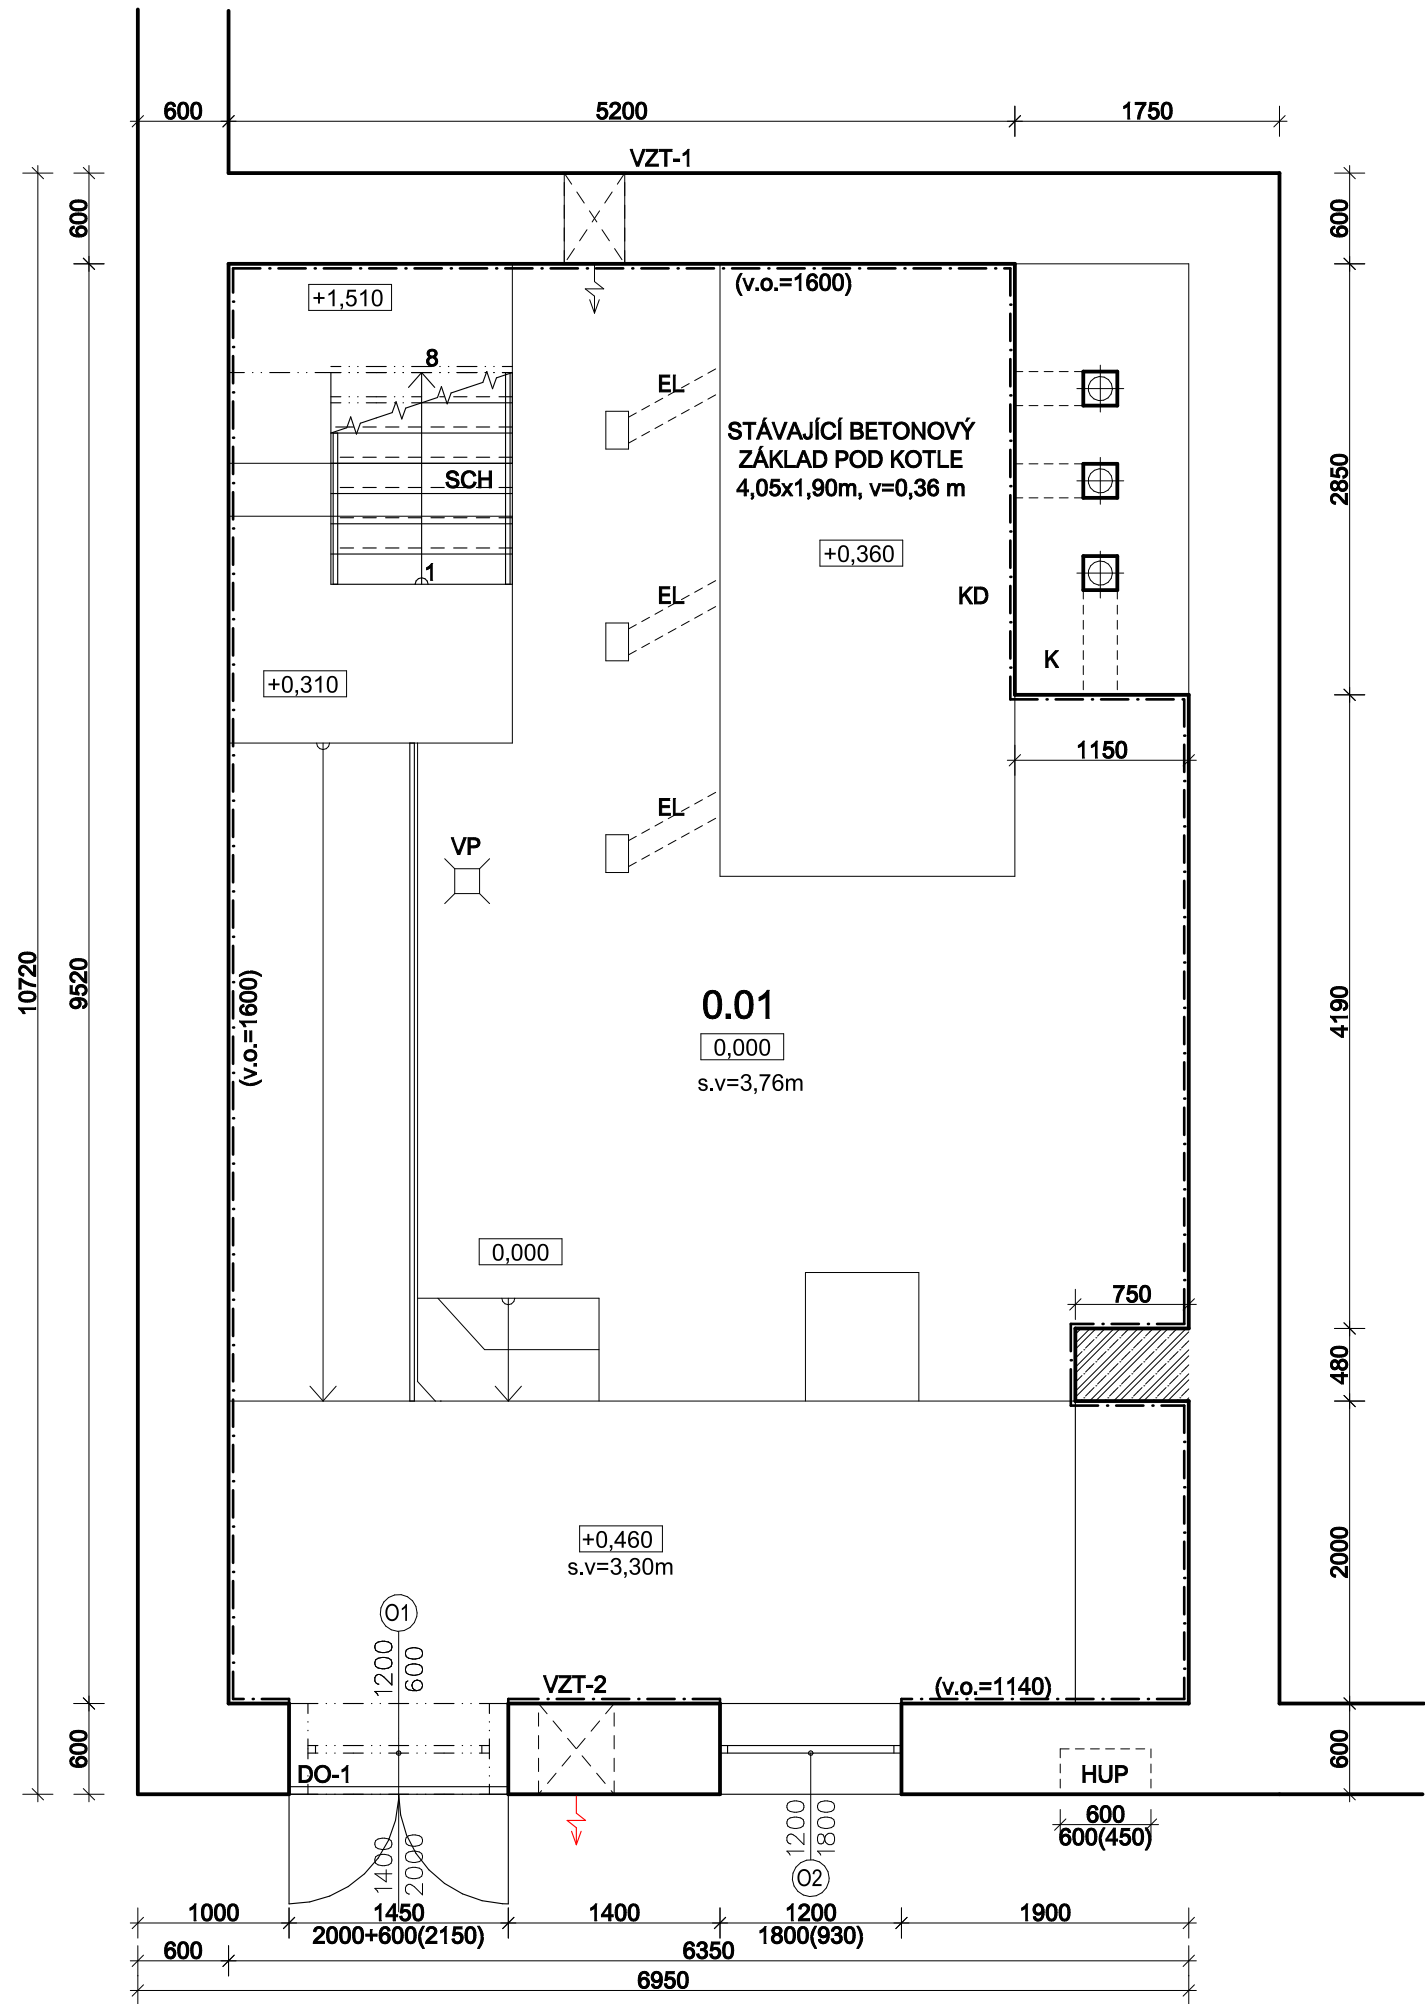 600
5200
1750
VZT-1
600
600
+1,510
(v.o.=1600)
8
EL
STÁVAJÍCÍ BETONOVÝ
ZÁKLAD POD KOTLE
4,05x1,90m, v=0,36 m
SCH
2850
+0,360
1
EL
KD
K
+0,310
1150
EL
VP
10720
9520
(v.o.=1600)
0.01
0,000
s.v=3,76m
4190
0,000
750
480
+0,460
s.v=3,30m
2000
O1
1200
600
VZT-2
(v.o.=1140)
600
DO-1
HUP
600
600
600(450)
1400
2000
1200
1800
O2
1000
1450
1400
1200
1900
2000+600(2150)
1800(930)
600
6350
6950